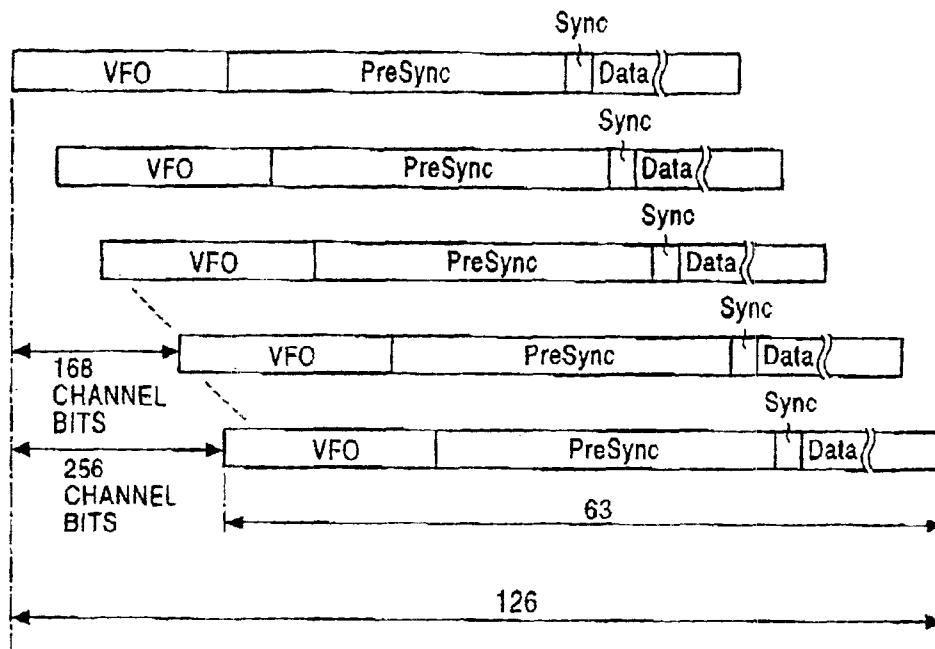 Sync
VFO PreSync Data
Sync
VFO PreSync Data
Sync
VFO PreSync Data
Sync
VFO PreSync Data
168
CHANNEL
BITS
Sync
VFO PreSync Data
256
CHANNEL
BITS
63
126